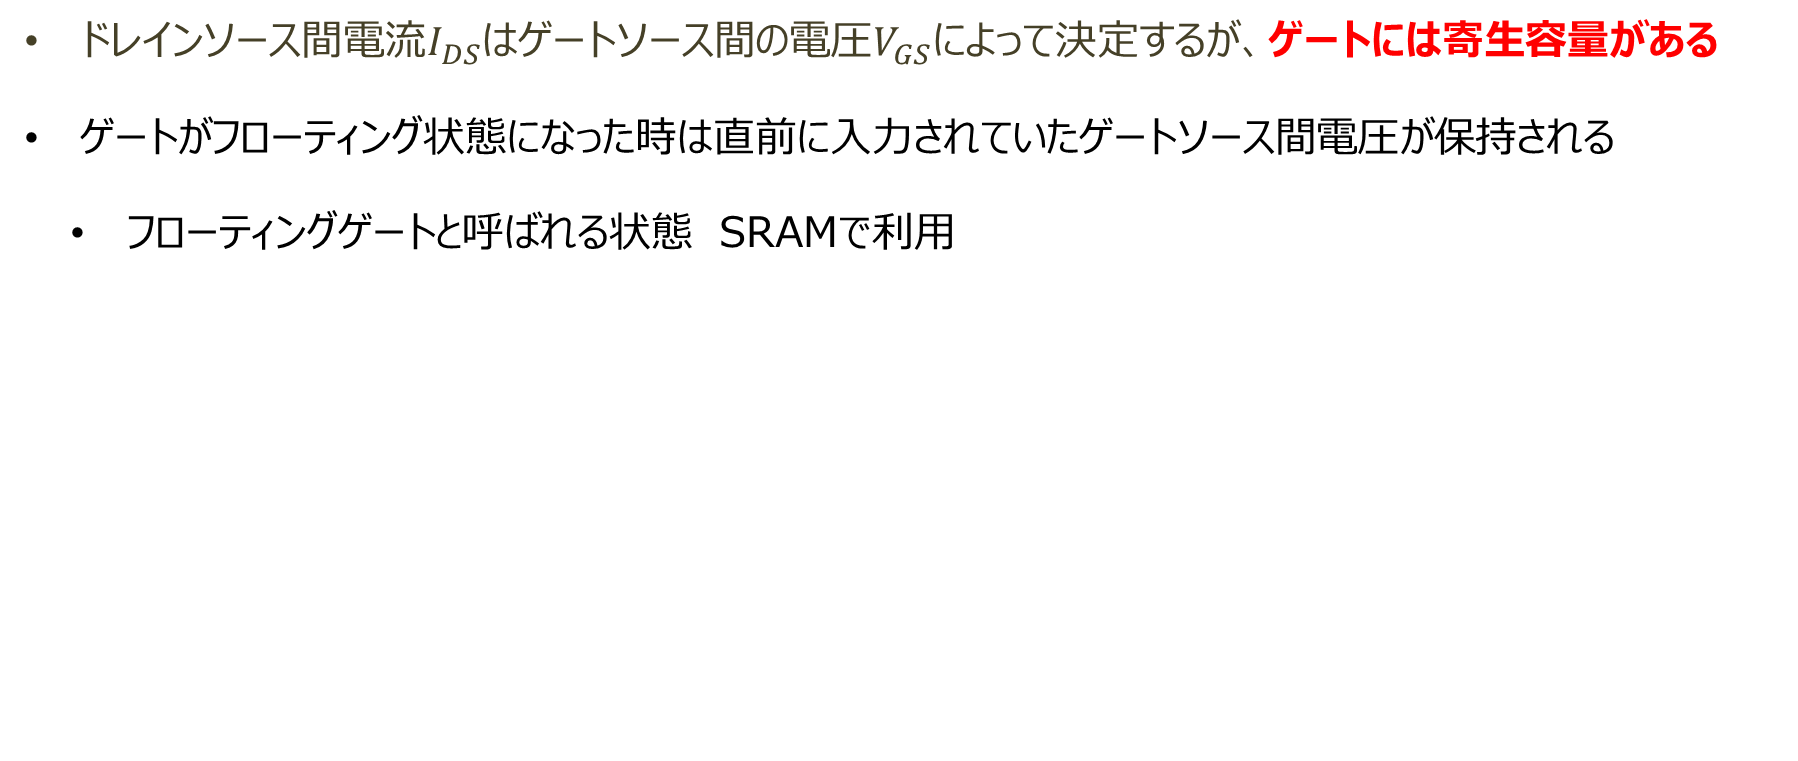 • ドレインソース間電流I_DSはゲートソース間の電圧V_GSによって決定するが、ゲートには寄生容量がある
• ゲートがフローティング状態になった時は直前に入力されていたゲートソース間電圧が保持される
• フローティングゲートと呼ばれる状態　SRAMで利用